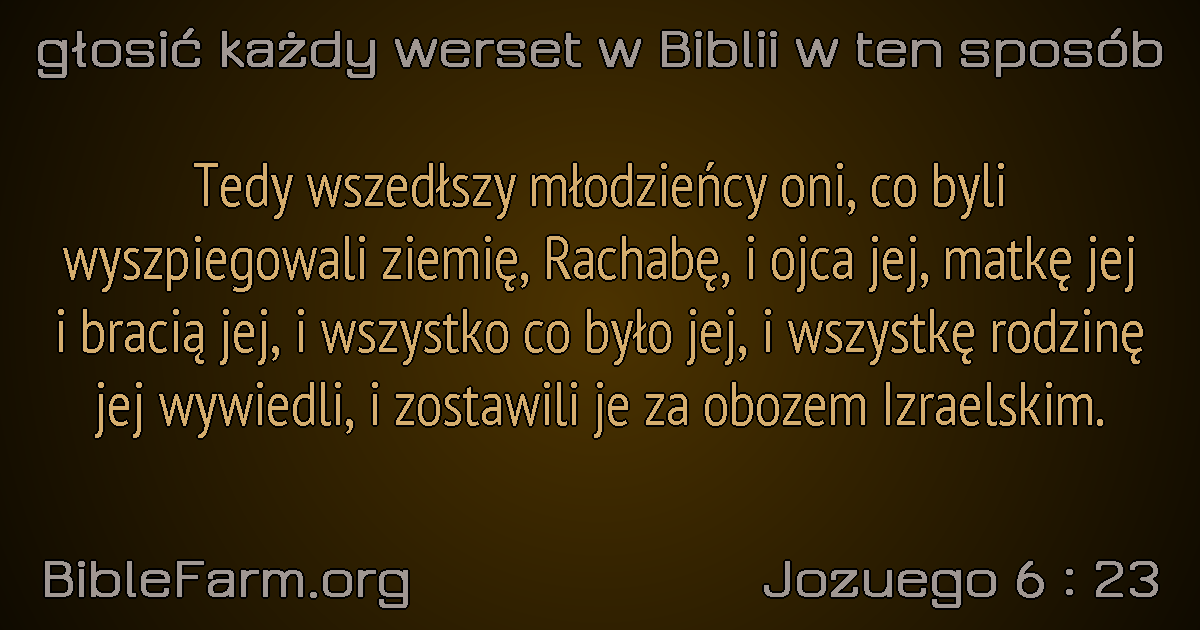 głosić każdy werset w Biblii w ten sposób
Tedy wszedłszy młodzieńcy oni, co byli
wyszpiegowali ziemię, Rachabę, i ojca jej, matkę jej
i bracią jej, i wszystko co było jej, i wszystkę rodzinę
jej wywiedli, i zostawili je za obozem Izraelskim.
BibleFarm.org
Jozuego 6 : 23